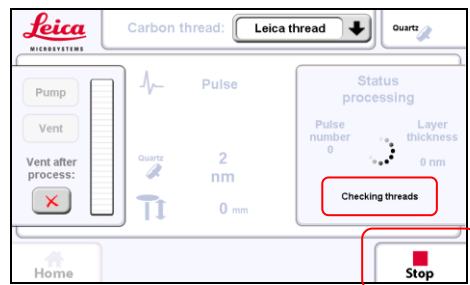 Leica
MICROSYSTEMS
Carbon thread:
Leica thread
Quartz
Pump
Vent
Vent after
process:
Pulse
Quartz
2
nm
0 mm
Status
processing
Pulse
number
0
Layer
thickness
0 nm
Checking threads
Home
Stop